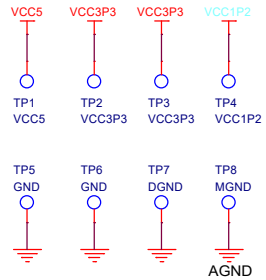 VCC5 VCC3P3 VCC3P3 VCC1P2
TP1 TP2 TP3 TP4
VCC5 VCC3P3 VCC3P3 VCC1P2
TP5 TP6 TP7 TP8
GND GND DGND MGND
AGND